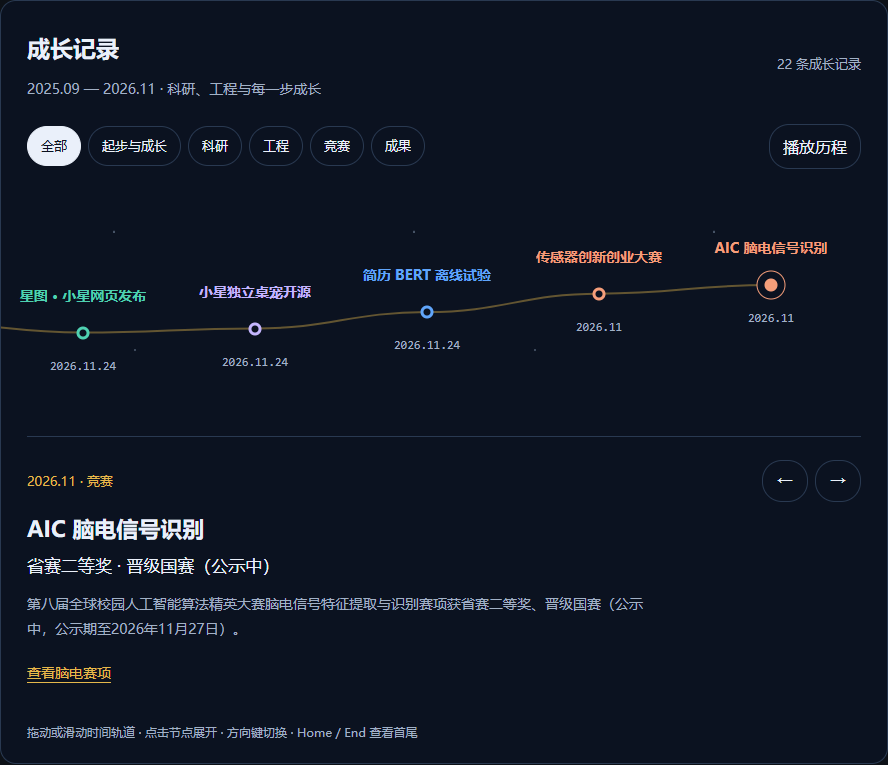 成长记录
22 条成长记录
2025.09 — 2026.11 · 科研、工程与每一步成长
全部 起步与成长 科研 工程 竞赛 成果 播放历程
星图 • 小星网页发布
2026.11.24
小星独立桌宠开源
2026.11.24
简历 BERT 离线试验
2026.11.24
传感器创新创业大赛
2026.11
AIC 脑电信号识别
2026.11
2026.11 · 竞赛
← →
AIC 脑电信号识别
省赛二等奖 · 晋级国赛（公示中）
第八届全球校园人工智能算法精英大赛脑电信号特征提取与识别赛项获省赛二等奖、晋级国赛（公示
中，公示期至2026年11月27日）。
查看脑电赛项
拖动或滑动时间轨道 · 点击节点展开 · 方向键切换 · Home / End 查看首尾